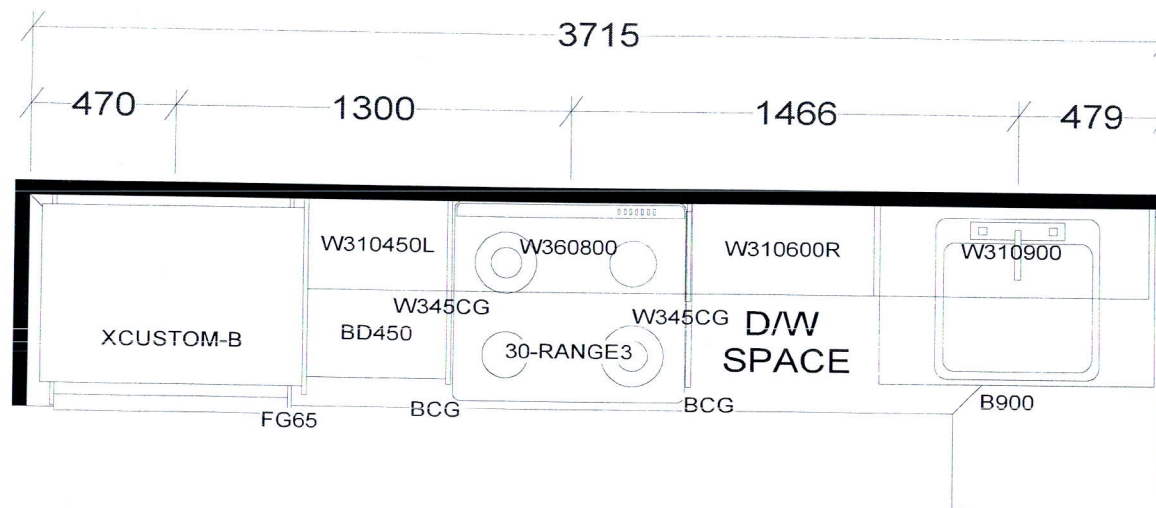 3715
470
1300
1466
479
W310450L
W360800
W310600R
W310900
W345CG
W345CG
XCUSTOM-B
BD450
30-RANGE3
D/W
SPACE
FG65
BCG
BCG
B900